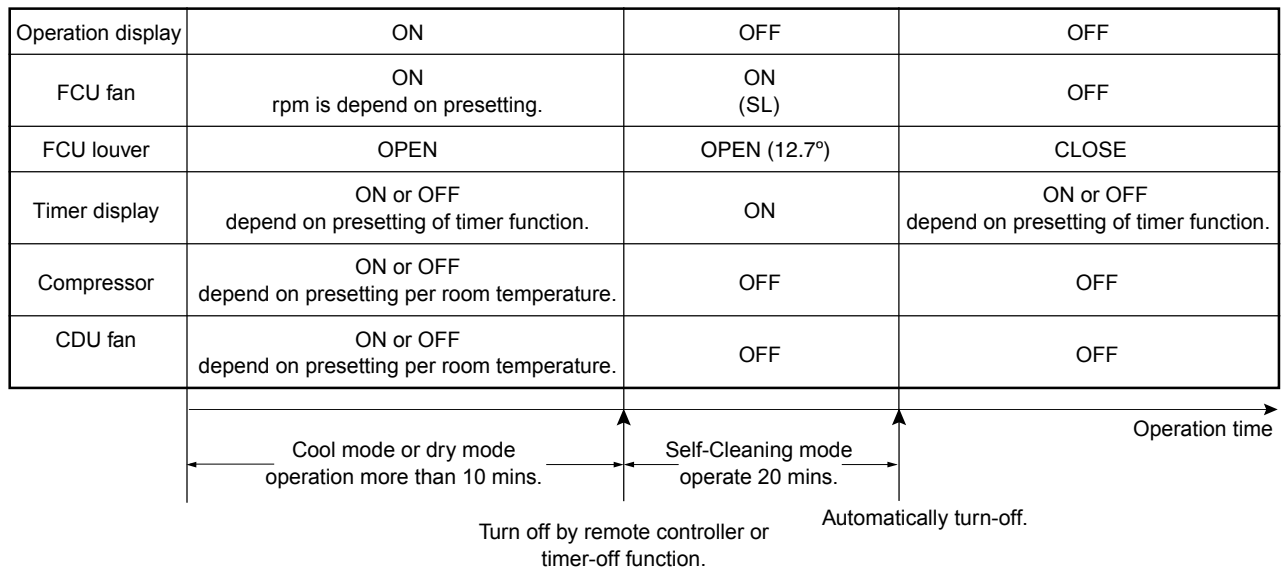 Operation display ON OFF OFF
FCU fan ON rpm is depend on presetting. ON (SL) OFF
FCU louver OPEN OPEN (12.7º) CLOSE
Timer display ON or OFF depend on presetting of timer function. ON ON or OFF depend on presetting of timer function.
Compressor ON or OFF depend on presetting per room temperature. OFF OFF
CDU fan ON or OFF depend on presetting per room temperature. OFF OFF
Operation time
Cool mode or dry mode
operation more than 10 mins.
Self-Cleaning mode
operate 20 mins.
Turn off by remote controller or
timer-off function.
Automatically turn-off.